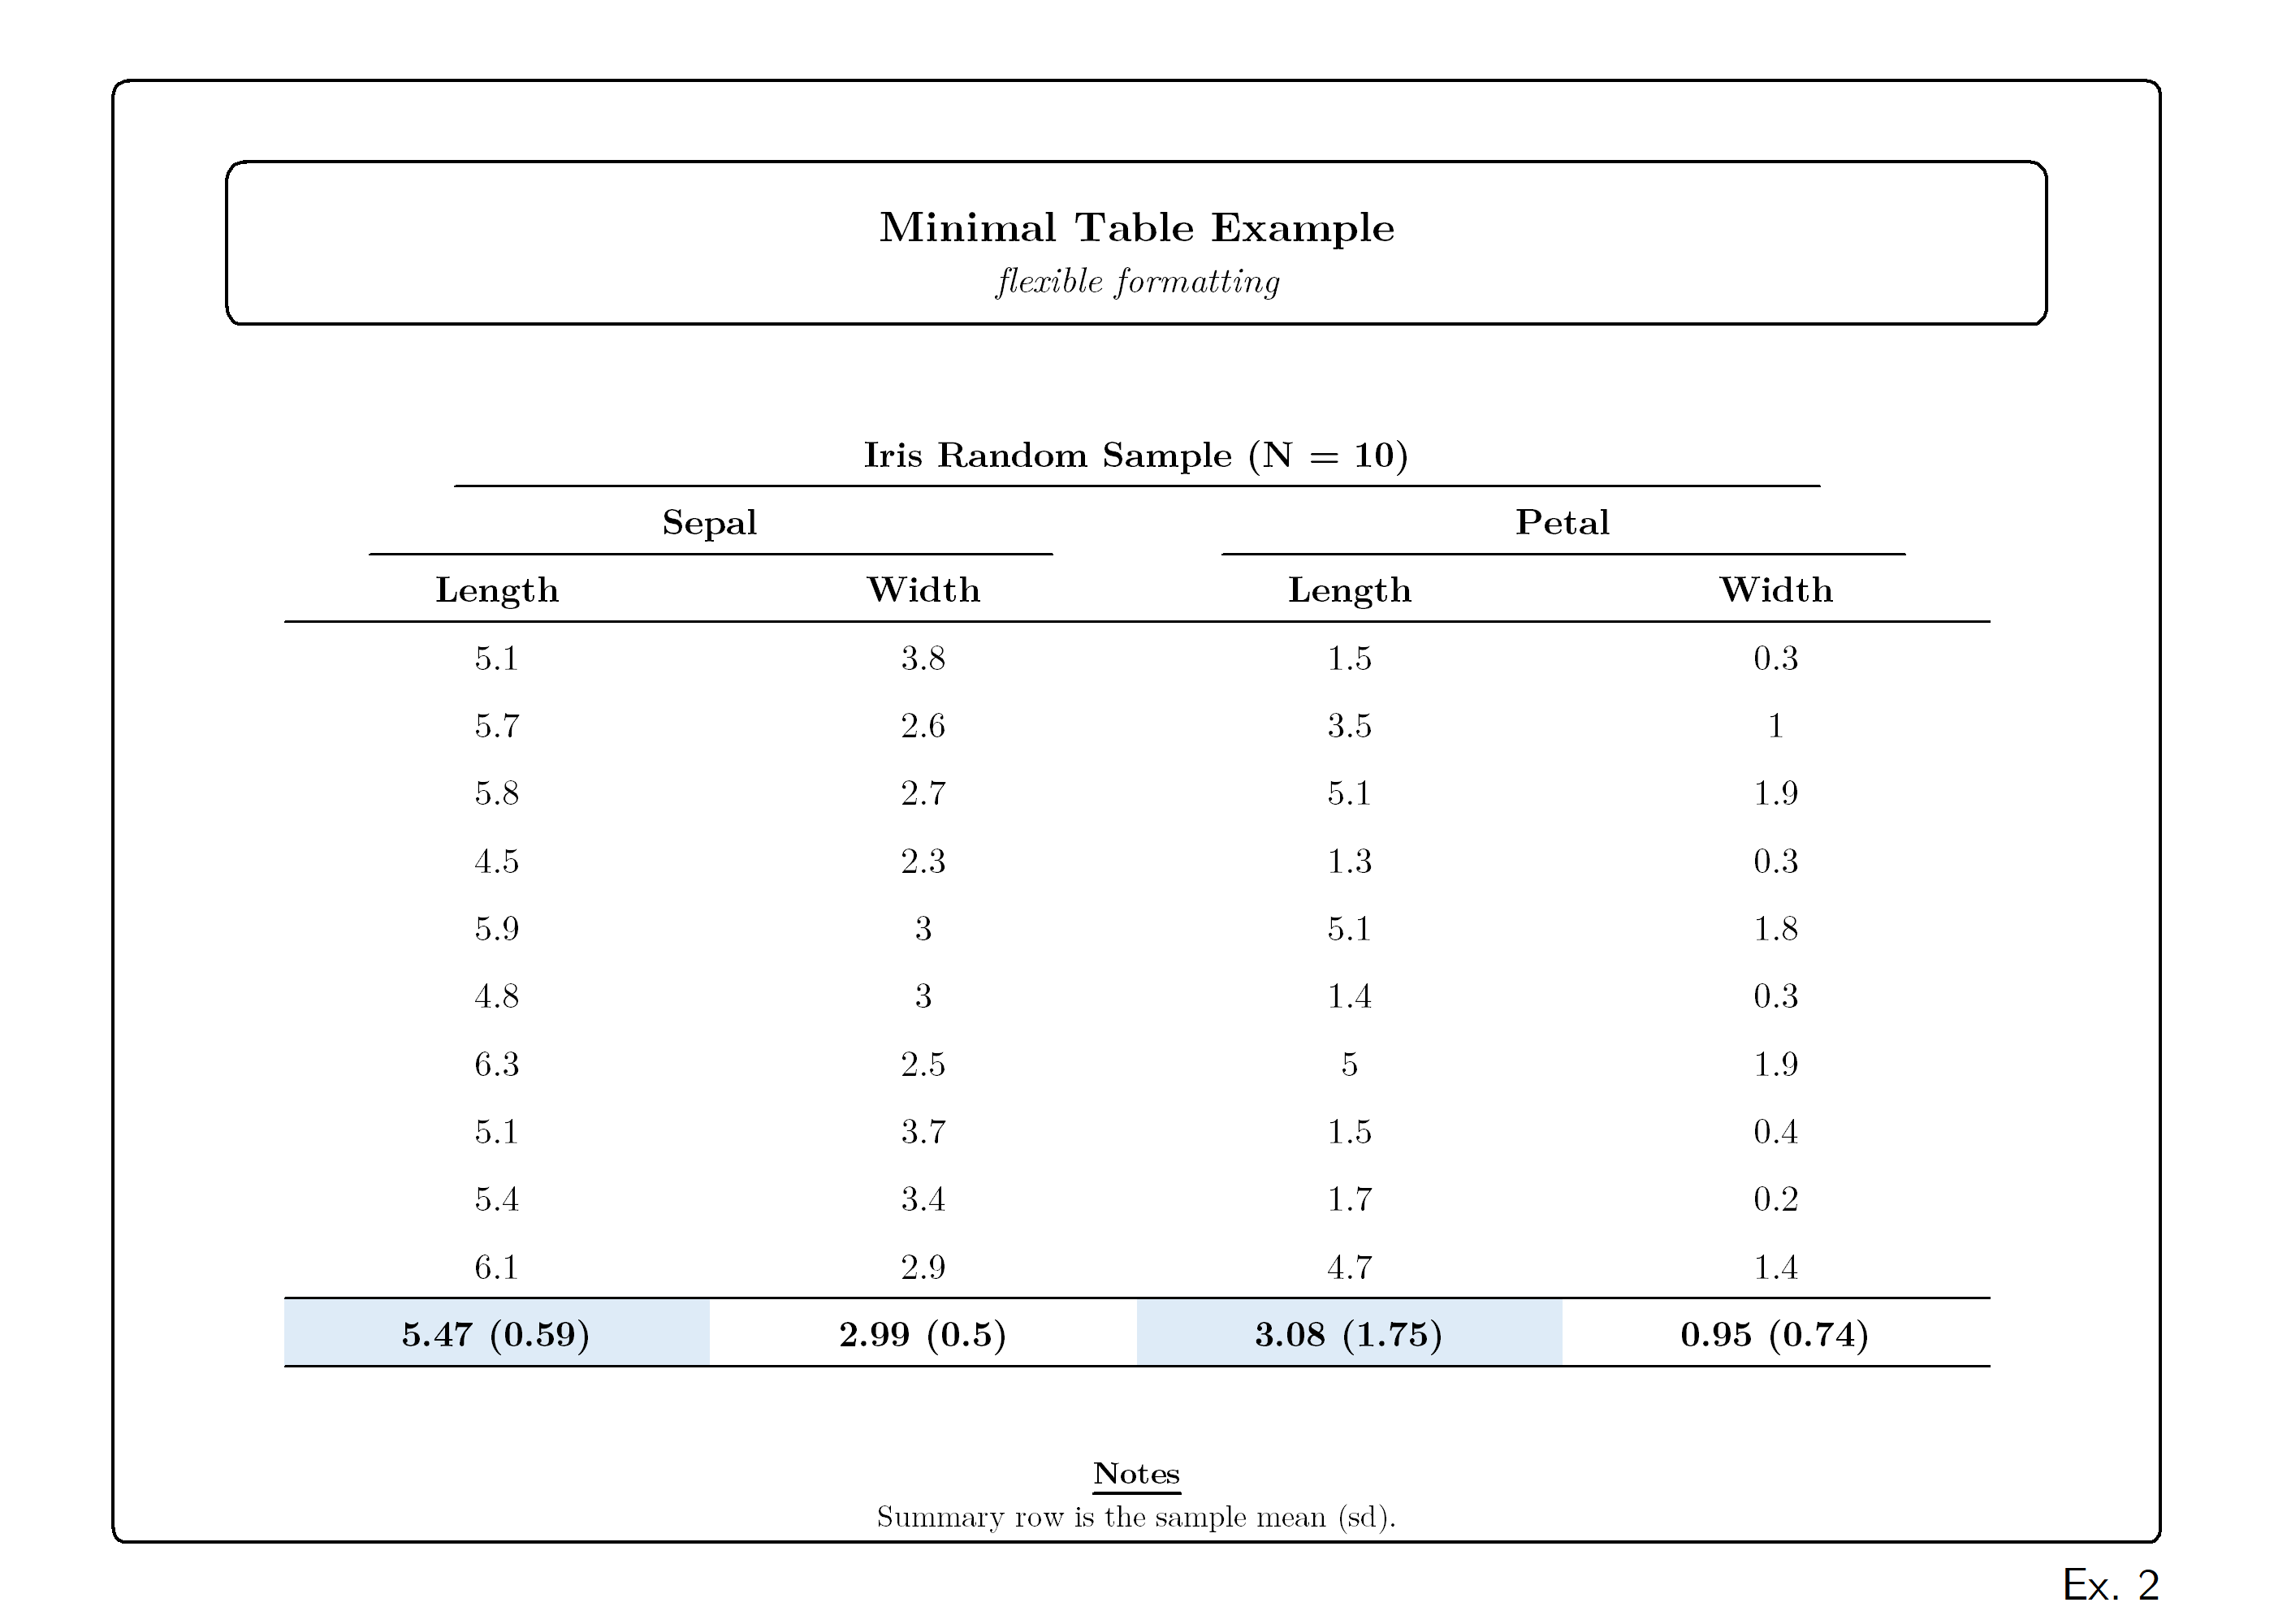 Minimal Table Example
flexible formatting
Iris Random Sample (N = 10)
Sepal Petal
Length Width Length Width
5.1 3.8 1.5 0.3
5.7 2.6 3.5 1
5.8 2.7 5.1 1.9
4.5 2.3 1.3 0.3
5.9 3 5.1 1.8
4.8 3 1.4 0.3
6.3 2.5 5 1.9
5.1 3.7 1.5 0.4
5.4 3.4 1.7 0.2
6.1 2.9 4.7 1.4
5.47 (0.59) 2.99 (0.5) 3.08 (1.75) 0.95 (0.74)
Notes
Summary row is the sample mean (sd).
Ex. 2